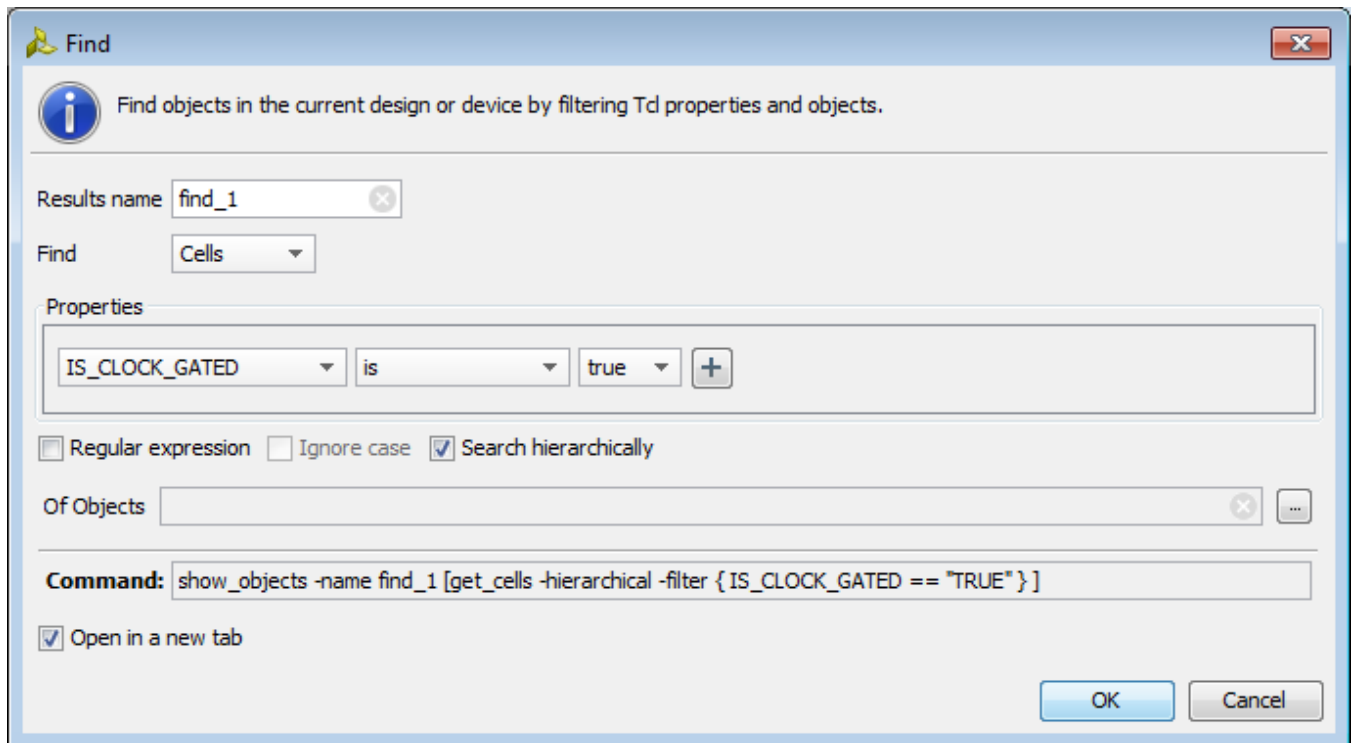 Find
Find objects in the current design or device by filtering Tcl properties and objects.
Results name find_1
Find Cells
Properties
IS_CLOCK_GATED is true +
Regular expression Ignore case Search hierarchically
Of Objects ...
Command: show_objects -name find_1 [get_cells -hierarchical -filter { IS_CLOCK_GATED == "TRUE" } ]
Open in a new tab
OK Cancel